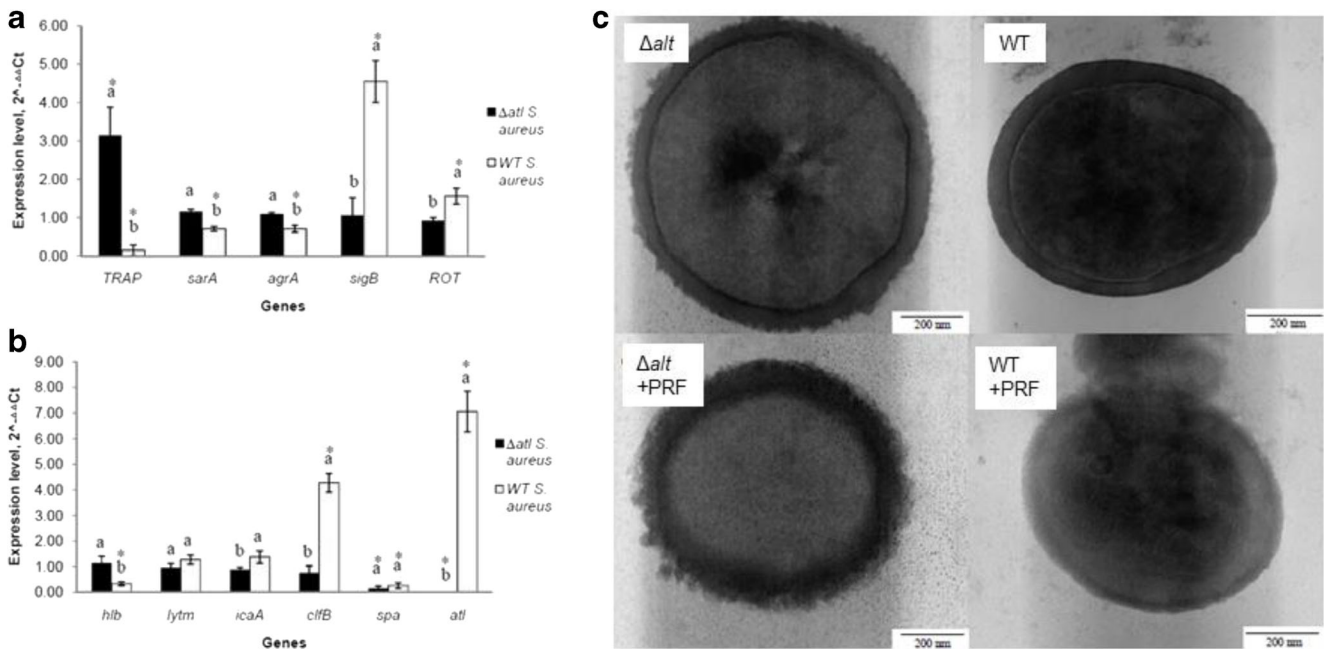 a
6.00
5.00
4.00
3.00
2.00
1.00
0.00
Expression level, 2^-ΔΔCt
*
a
*
b
a
*
b
a
*
b
b
*
a
b
*
a
TRAP
sarA
agrA
sigB
ROT
Genes
Δatl S. aureus
WT S. aureus
b
9.00
8.00
7.00
6.00
5.00
4.00
3.00
2.00
1.00
0.00
Expression level, 2^-ΔΔCt
a
*
b
a
a
b
a
b
*
a
*
a
*
a
*
b
*
a
hlb
lytm
icaA
clfB
spa
atl
Genes
Δatl S.
aureus
WT S.
aureus
c
Δalt
200 nm
WT
200 nm
Δalt
+PRF
200 nm
WT
+PRF
200 nm